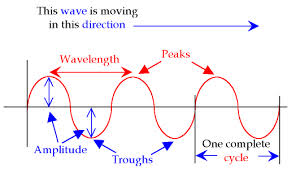 This wave is moving
in this direction
Wavelength
Peaks
Amplitude
Troughs
One complete
cycle